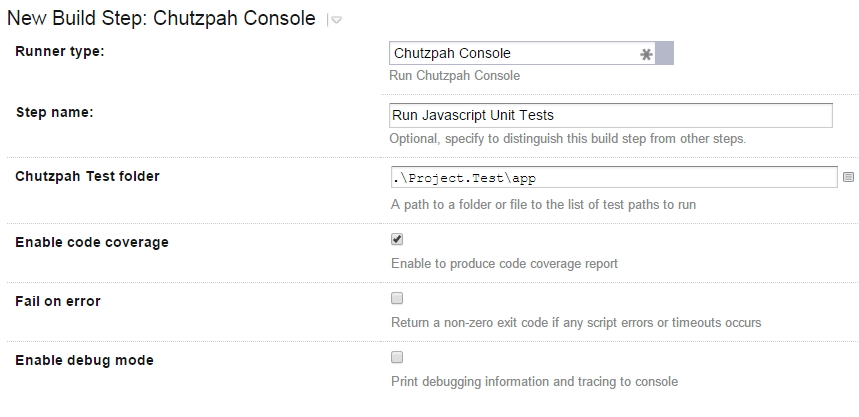 New Build Step: Chutzpah Console
Runner type:
Chutzpah Console
Run Chutzpah Console
Step name:
Run Javascript Unit Tests
Optional, specify to distinguish this build step from other steps.
Chutzpah Test folder
.\Project.Test\app
A path to a folder or file to the list of test paths to run
Enable code coverage
Enable to produce code coverage report
Fail on error
Return a non-zero exit code if any script errors or timeouts occurs
Enable debug mode
Print debugging information and tracing to console